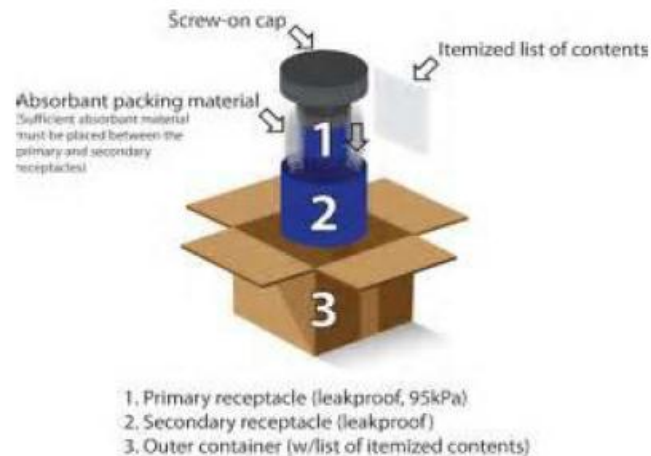 Screw-on cap
Itemized list of contents
Absorbant packing material
(Sufficient absorbant material
must be placed between the
primary and secondary
receptacles)
1
2
3
1. Primary receptacle (leakproof, 95kPa)
2. Secondary receptacle (leakproof)
3. Outer container (w/list of itemized contents)